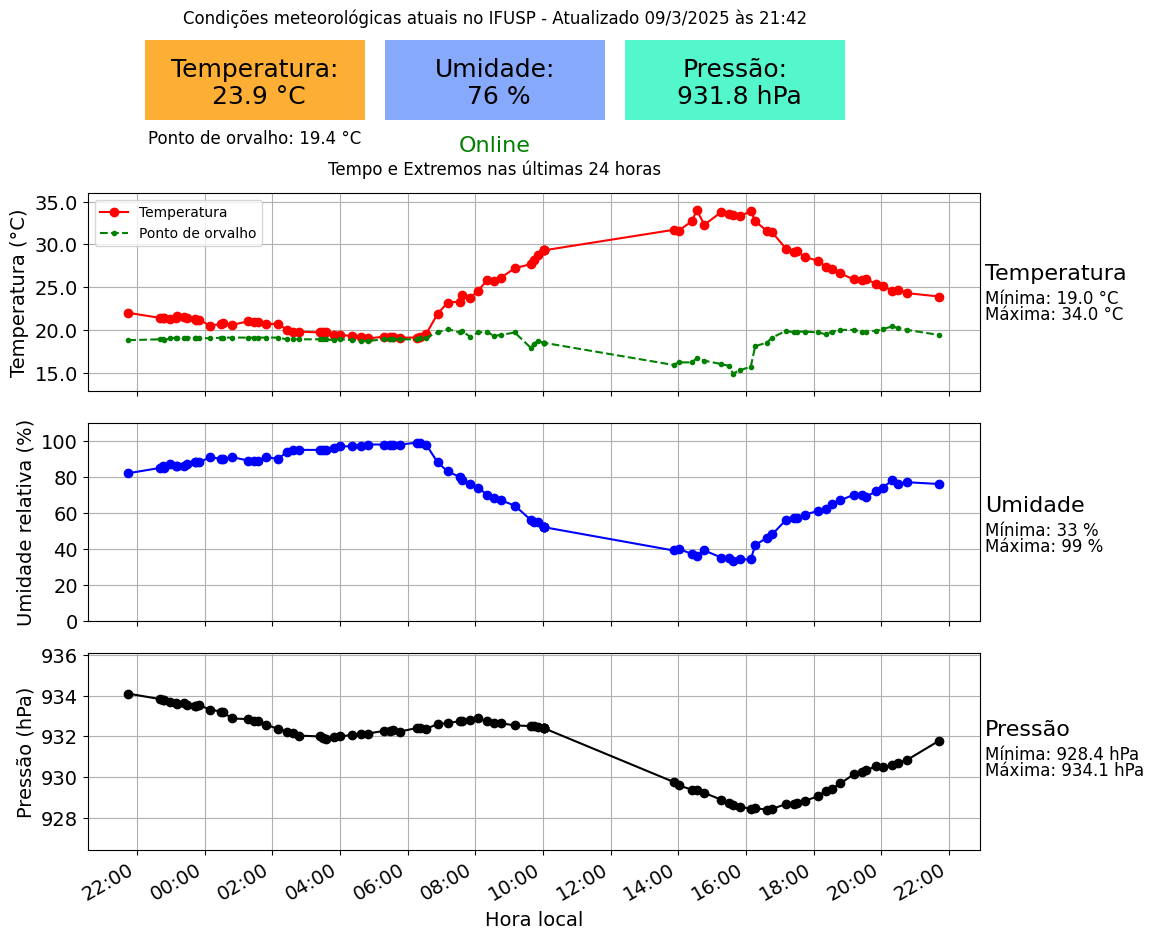 Condições meteorológicas atuais no IFUSP - Atualizado 09/3/2025 às 21:42
Temperatura:
23.9 °C
Umidade:
76 %
Pressão:
931.8 hPa
Ponto de orvalho: 19.4 °C
Online
Tempo e Extremos nas últimas 24 horas
Temperatura (°C)
35.0
30.0
25.0
20.0
15.0
Temperatura
Ponto de orvalho
Temperatura
Mínima: 19.0 °C
Máxima: 34.0 °C
Umidade relativa (%)
100
80
60
40
20
0
Umidade
Mínima: 33 %
Máxima: 99 %
Pressão (hPa)
936
934
932
930
928
Pressão
Mínima: 928.4 hPa
Máxima: 934.1 hPa
22:00 00:00 02:00 04:00 06:00 08:00 10:00 12:00 14:00 16:00 18:00 20:00 22:00
Hora local